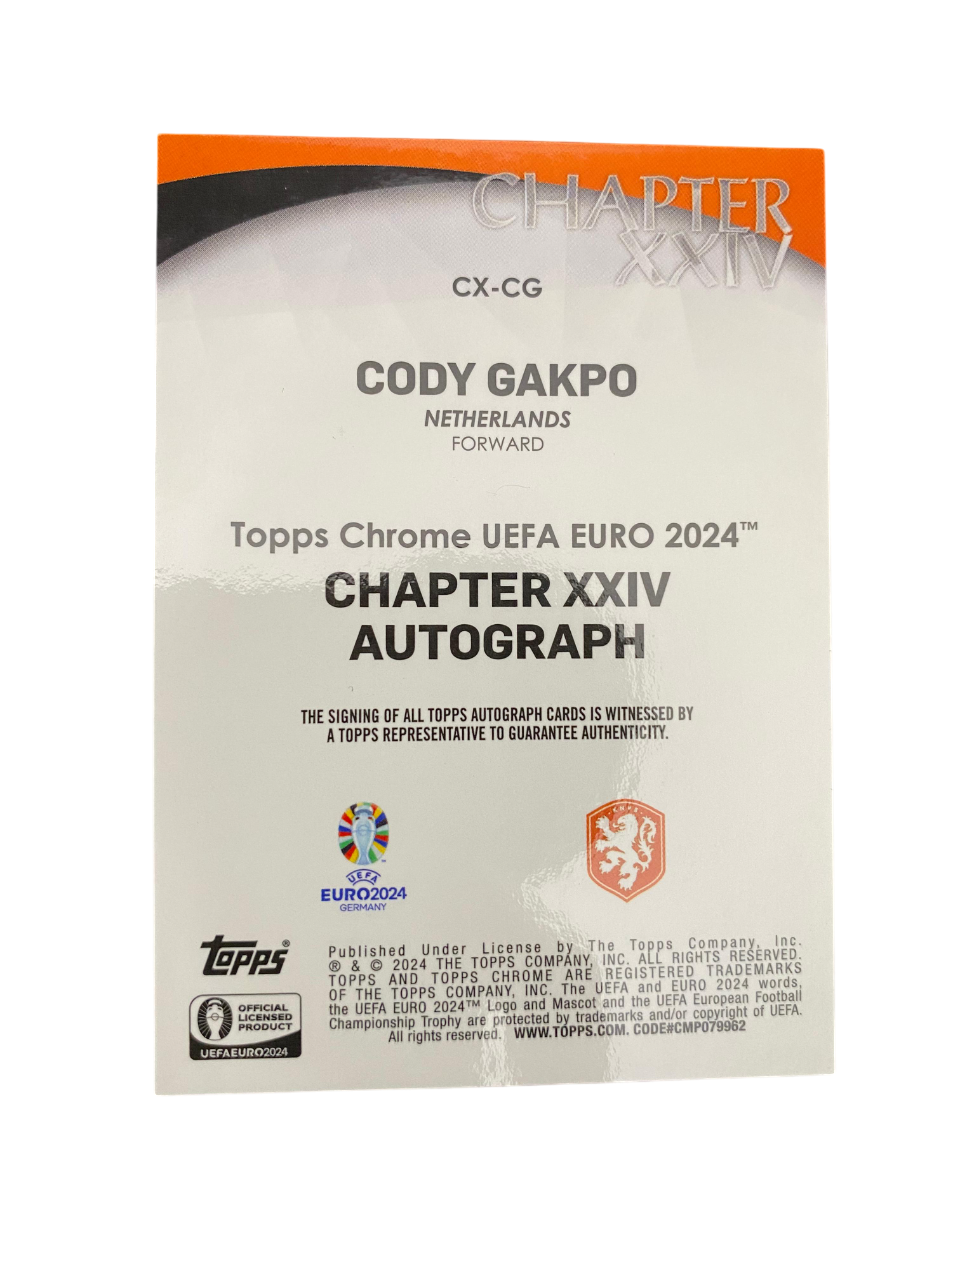 CHAPTER
XXIV
CX-CG
CODY GAKPO
NETHERLANDS
FORWARD
Topps Chrome UEFA EURO 2024™
CHAPTER XXIV
AUTOGRAPH
THE SIGNING OF ALL TOPPS AUTOGRAPH CARDS IS WITNESSED BY
A TOPPS REPRESENTATIVE TO GUARANTEE AUTHENTICITY.
UEFA
EURO2024
GERMANY
KNVB
topps®
OFFICIAL
LICENSED
PRODUCT
UEFAEURO2024
Published Under License by The Topps Company, Inc.
® & © 2024 THE TOPPS COMPANY, INC. ALL RIGHTS RESERVED.
TOPPS AND TOPPS CHROME ARE REGISTERED TRADEMARKS
OF THE TOPPS COMPANY, INC. The UEFA and EURO 2024 words,
the UEFA EURO 2024™ Logo and Mascot and the UEFA European Football
Championship Trophy are protected by trademarks and/or copyright of UEFA.
All rights reserved. WWW.TOPPS.COM. CODE#CMP079962